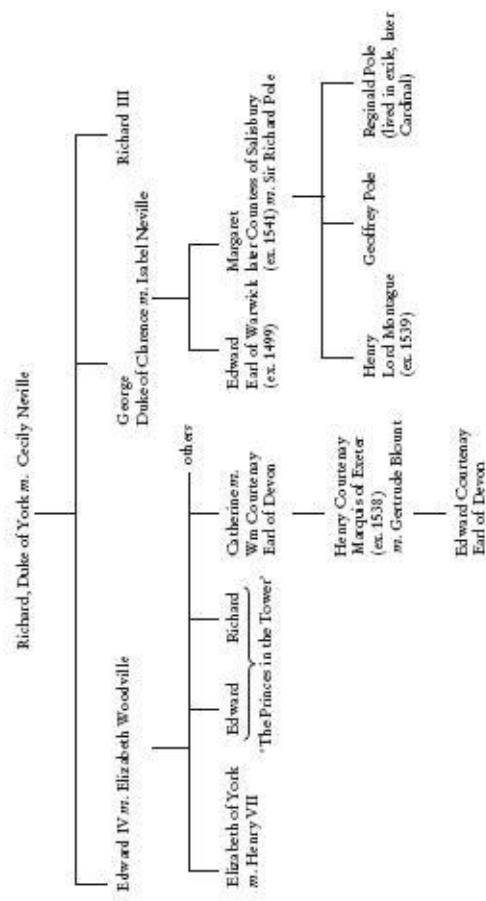 Richard, Duke of York m. Cecily Neville
Edward IV m. Elizabeth Woodville
George
Duke of Clarence m. Isabel Neville
Richard III
Elizabeth of York
m. Henry VII
Edward
Richard
'The Princes in the Tower'
Catherine m.
Wm Courtenay
Earl of Devon
others
Edward
Earl of Warwick
(ex. 1499)
Margaret
later Countess of Salisbury
(ex. 1541) m. Sir Richard Pole
Henry Courtenay
Marquis of Exeter
(ex. 1538)
m. Gertrude Blount
Henry
Lord Montague
(ex. 1539)
Geoffrey Pole
Reginald Pole
(lived in exile, later
Cardinal)
Edward Courtenay
Earl of Devon